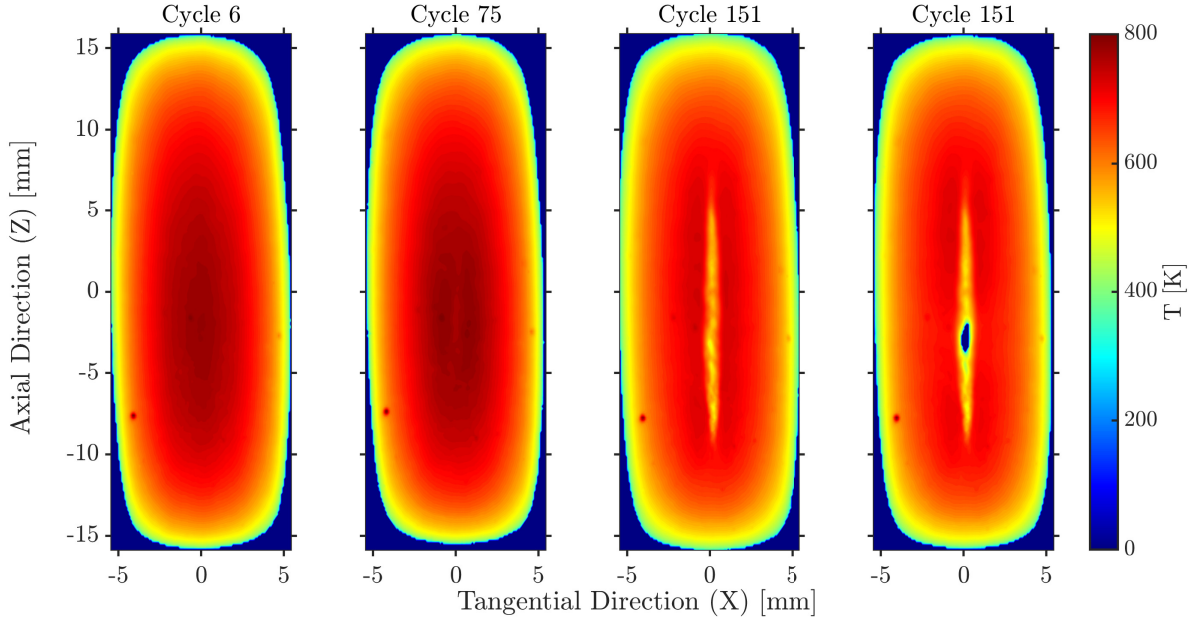 Cycle 6
Cycle 75
Cycle 151
Cycle 151
Axial Direction (Z) [mm]
15
10
5
0
-5
-10
-15
-5 0 5
-5 0 5
-5 0 5
-5 0 5
Tangential Direction (X) [mm]
800
600
400
200
0
T [K]